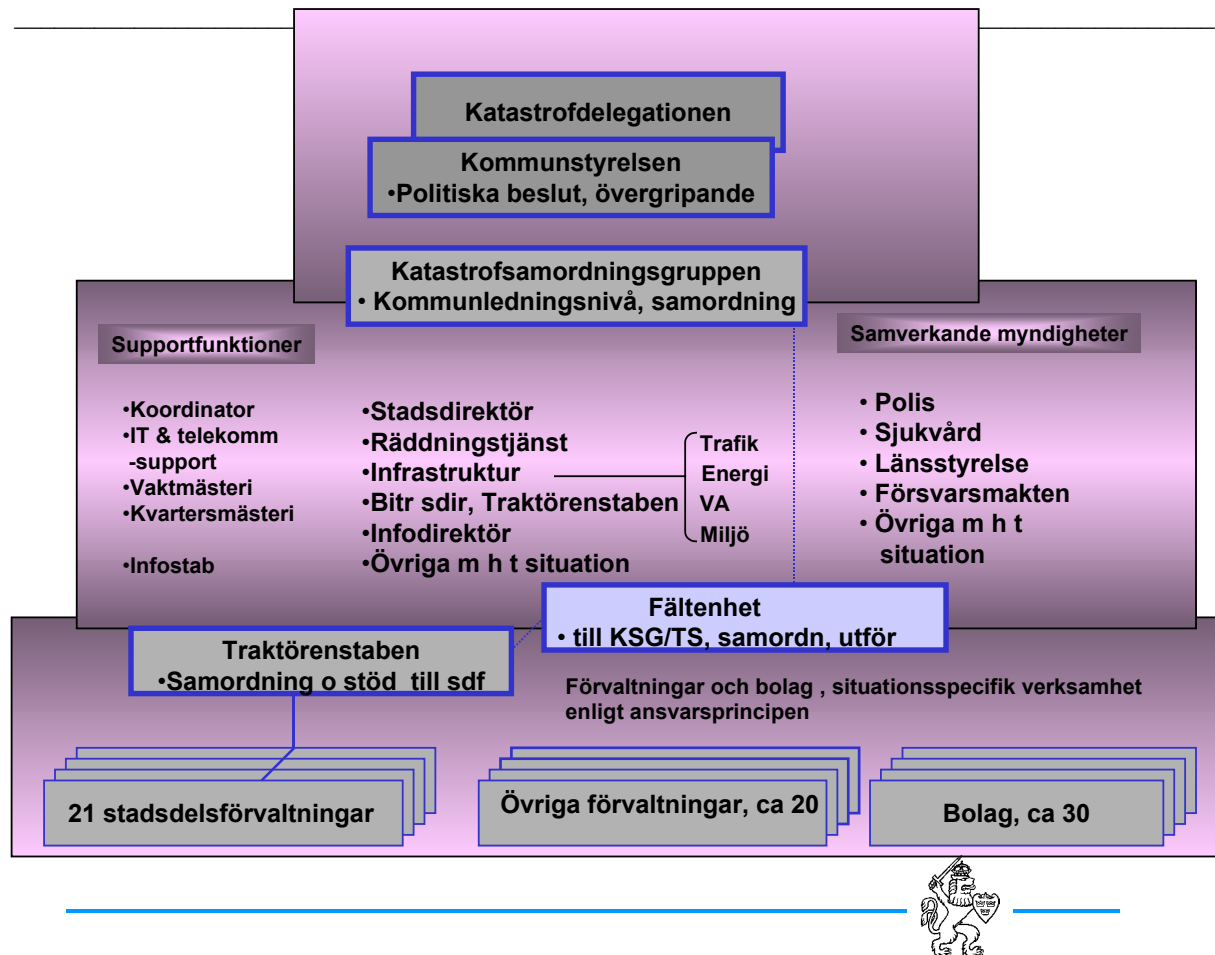 Katastrofdelegationen
Kommunstyrelsen
•Politiska beslut, övergripande
Katastrofsamordningsgruppen
• Kommunledningsnivå, samordning
Supportfunktioner
•Koordinator
•IT & telekomm
-support
•Vaktmästeri
•Kvartersmästeri
•Infostab
•Stadsdirektör
•Räddningstjänst
•Infrastruktur
•Bitr sdir, Traktörenstaben
•Infodirektör
•Övriga m h t situation
Trafik
Energi
VA
Miljö
Samverkande myndigheter
• Polis
• Sjukvård
• Länsstyrelse
• Försvarsmakten
• Övriga m h t
situation
Fältenhet
• till KSG/TS, samordn, utför
Traktörenstaben
•Samordning o stöd till sdf
Förvaltningar och bolag , situationsspecifik verksamhet
enligt ansvarsprincipen
21 stadsdelsförvaltningar
Övriga förvaltningar, ca 20
Bolag, ca 30